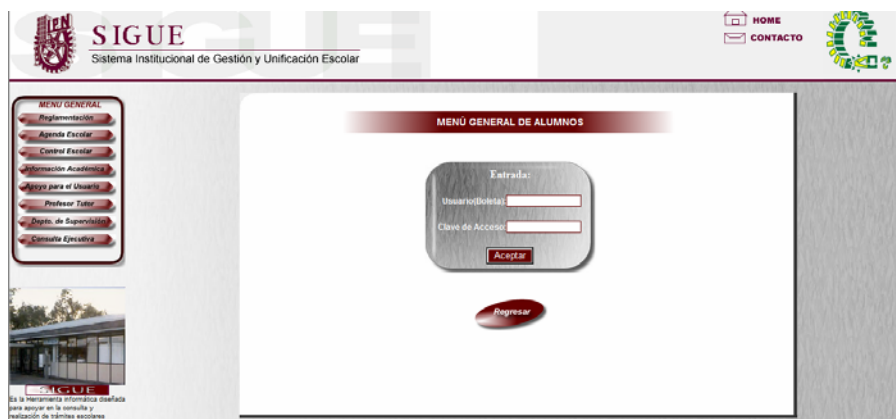 IPN
SIGUE
Sistema Institucional de Gestión y Unificación Escolar
HOME
CONTACTO
MENÚ GENERAL
Reglamentación
Agenda Escolar
Control Escolar
Información Académica
Apoyo para el Usuario
Profesor Tutor
Depto. de Supervisión
Consulta Ejecutiva
SIGUE
Es la Herramienta informática diseñada
para apoyar en la consulta y
realización de trámites escolares
MENÚ GENERAL DE ALUMNOS
Entrada:
Usuario(Boleta):
Clave de Acceso:
Aceptar
Regresar